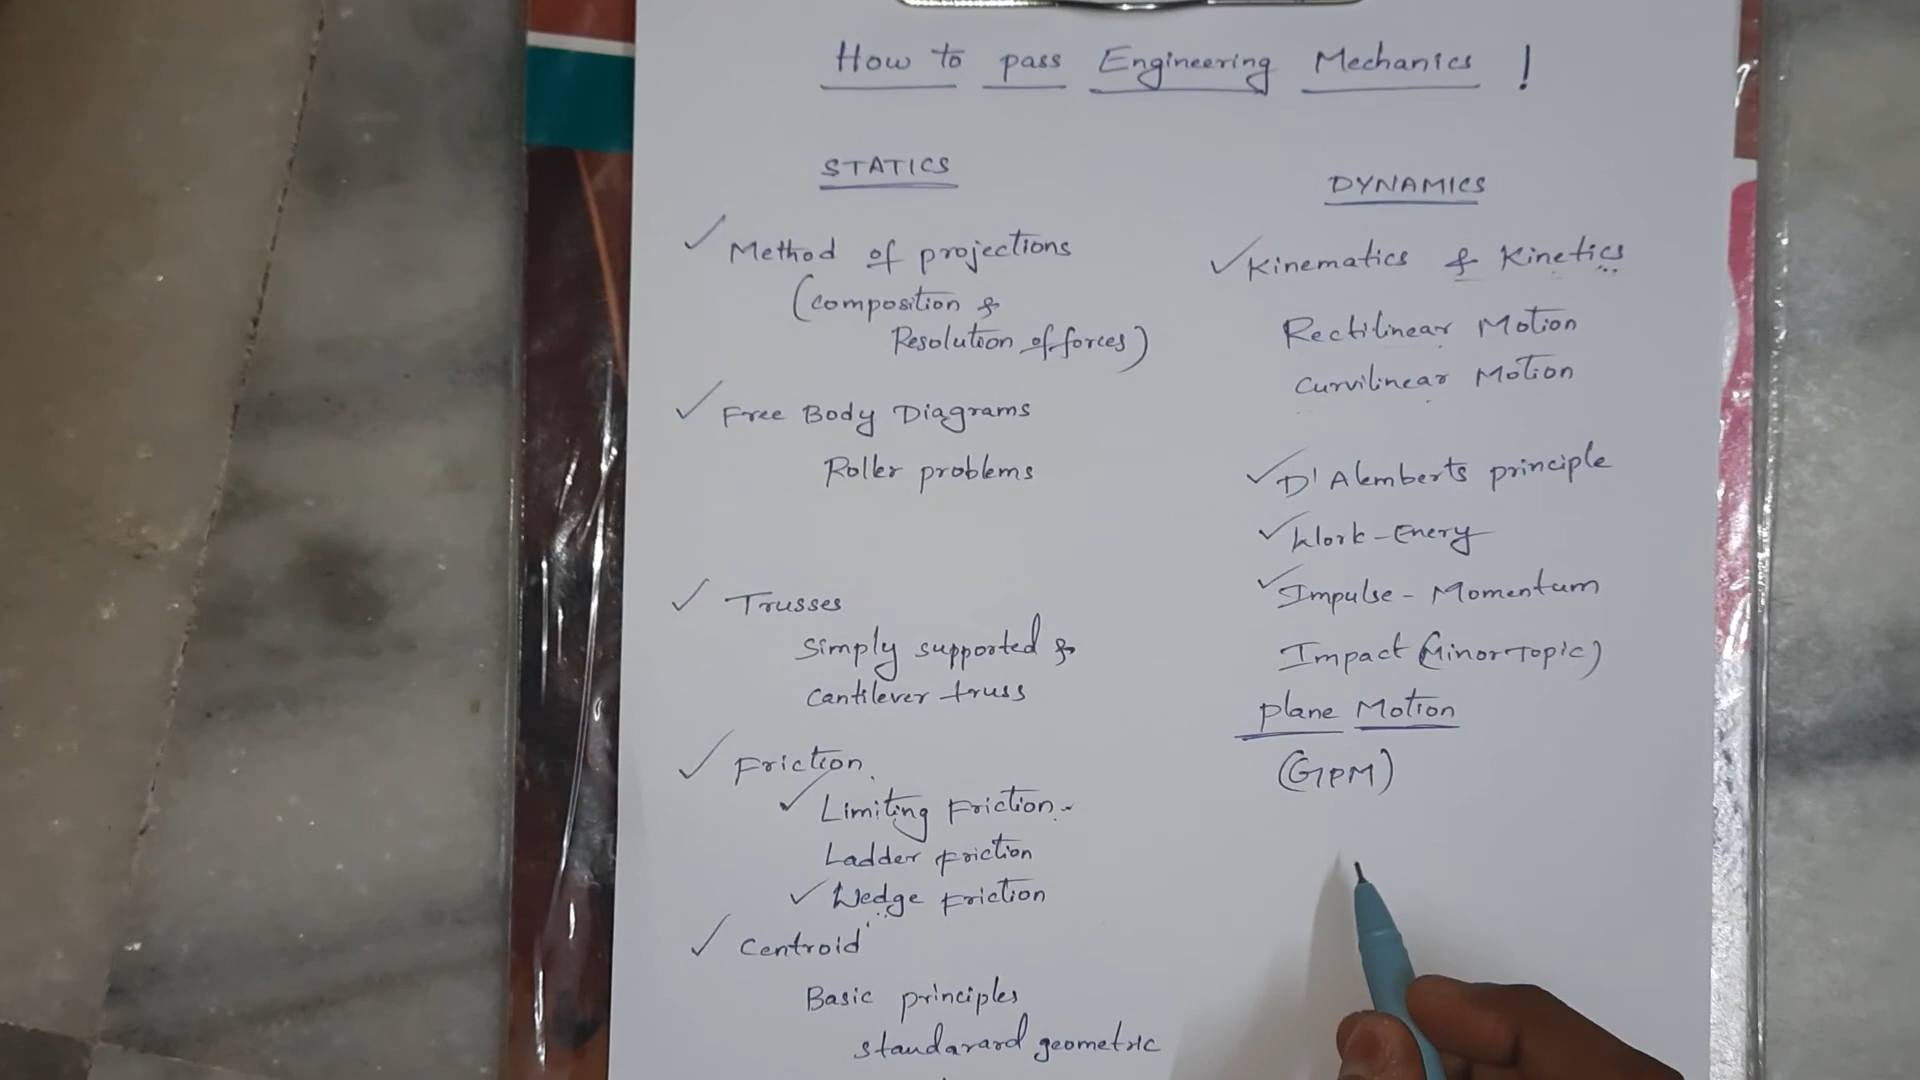 How to pass Engineering Mechanics !
STATICS
✓ Method of projections
(composition &
Resolution of forces)
✓ Free Body Diagrams
Roller problems
✓ Trusses
Simply supported &
Cantilever truss
✓ Friction
✓ Limiting Friction
Ladder friction
✓ Wedge Friction
✓ Centroid
Basic principles
standarard geometric
DYNAMICS
✓ Kinematics & Kinetics
Rectilinear Motion
Curvilinear Motion
✓ D' Alemberts principle
✓ Work - Enery
✓ Impulse - Momentum
Impact (Minor Topic)
Plane Motion
(GPM)